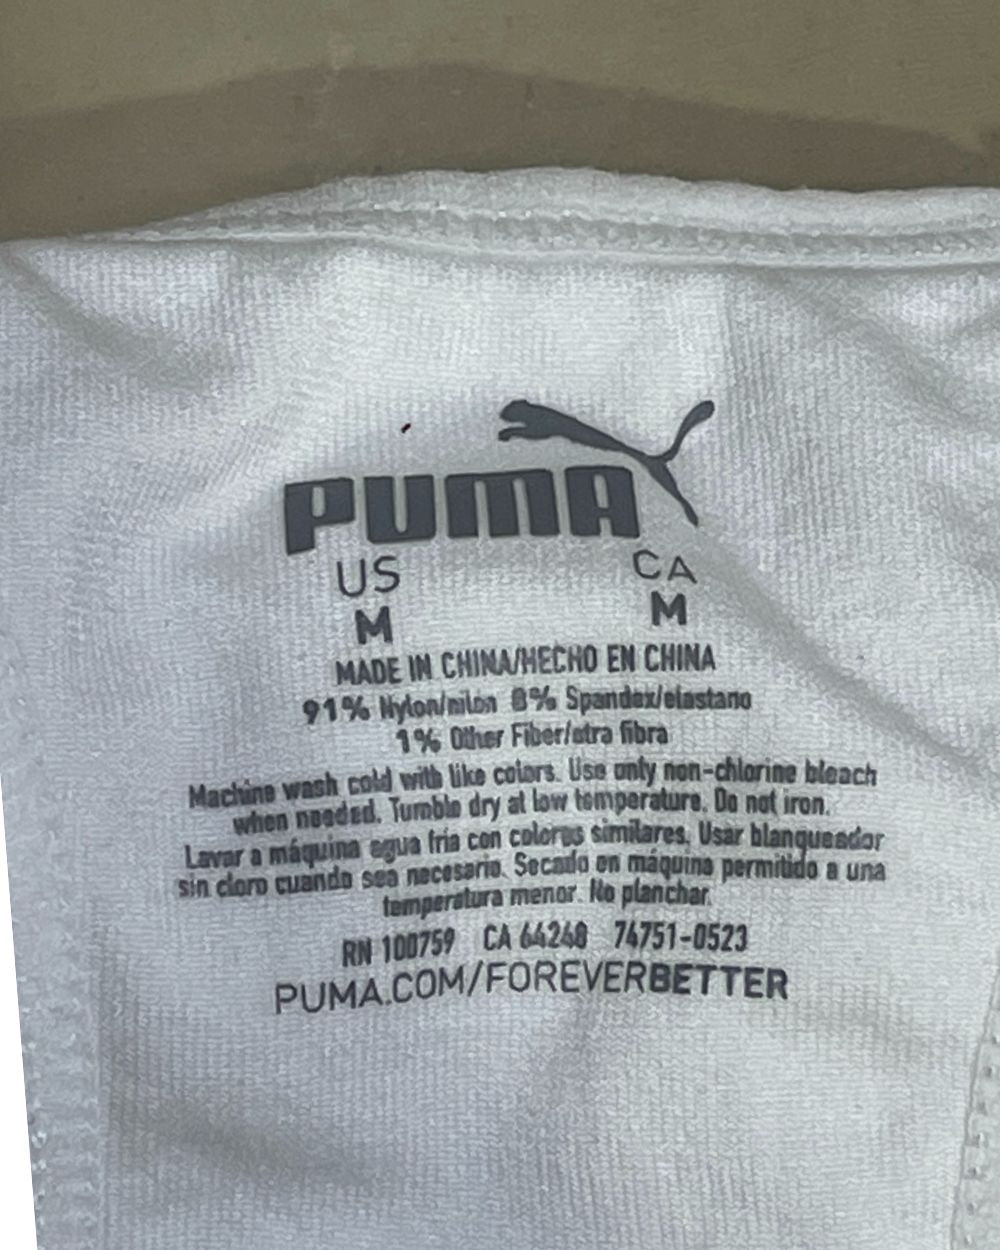 PUMA
US CA
M M
MADE IN CHINA/HECHO EN CHINA
91% Nylon/nilón 8% Spandex/elastano
1% Other Fiber/otra fibra
Machine wash cold with like colors. Use only non-chlorine bleach
when needed. Tumble dry at low temperature. Do not iron.
Lavar a máquina agua fría con colores similares. Usar blanqueador
sin cloro cuando sea necesario. Secado en máquina permitido a una
temperatura menor. No planchar.
RN 100759 CA 64248 74751-0523
PUMA.COM/FOREVERBETTER